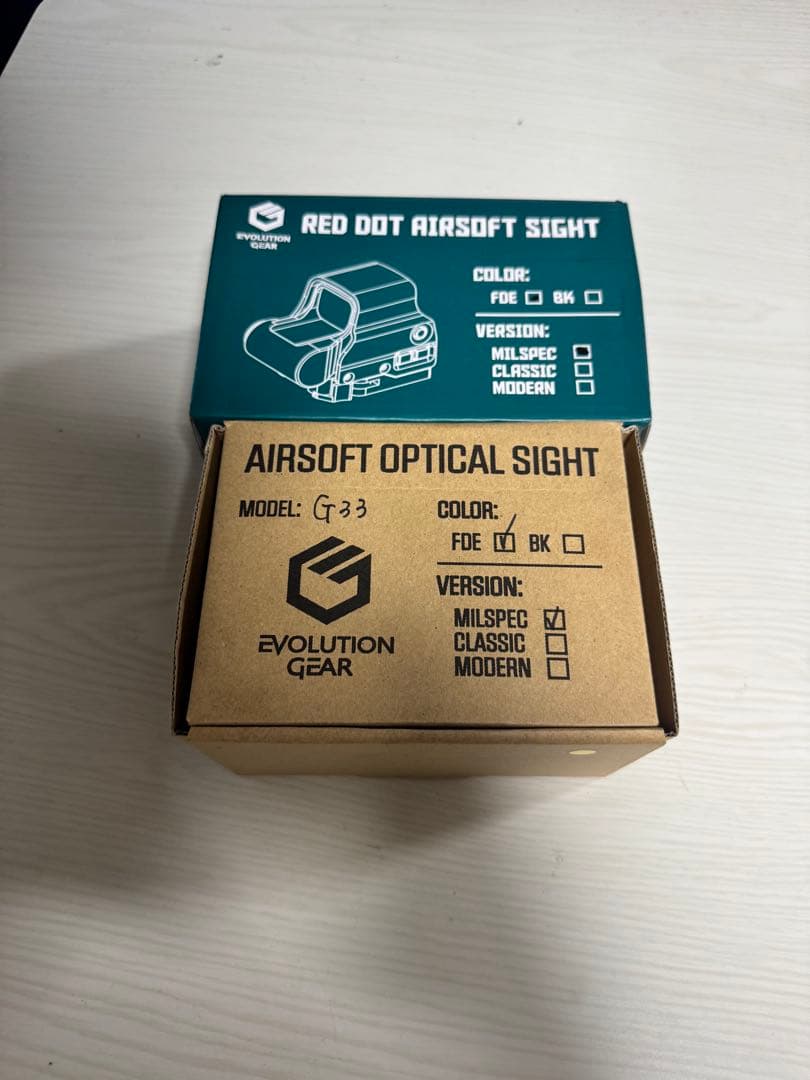 EVOLUTION
GEAR
RED DOT AIRSOFT SIGHT
COLOR:
FDE BK
VERSION:
MILSPEC
CLASSIC
MODERN
AIRSOFT OPTICAL SIGHT
MODEL: G33
EVOLUTION
GEAR
COLOR:
FDE BK
VERSION:
MILSPEC
CLASSIC
MODERN